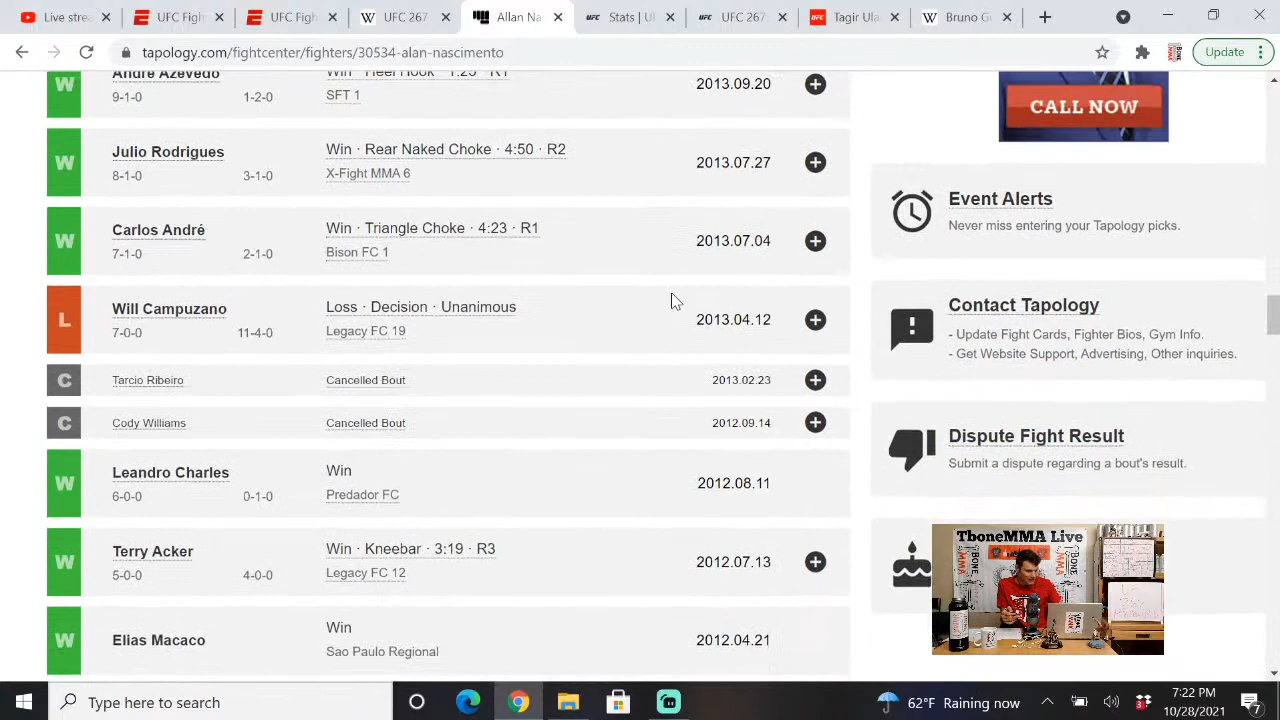 Live stream
UFC Figh
UFC Figh
UFC 267
Allan Nas
Stats | U
UFC 267
Tagir Ula
Bruno G
tapology.com/fightcenter/fighters/30534-alan-nascimento
Update
W
Andre Azevedo
9-1-0
1-2-0
Win · Heel Hook · 1:25 · R1
SFT 1
2013.09.20
W
Julio Rodrigues
8-1-0
3-1-0
Win · Rear Naked Choke · 4:50 · R2
X-Fight MMA 6
2013.07.27
W
Carlos André
7-1-0
2-1-0
Win · Triangle Choke · 4:23 · R1
Bison FC 1
2013.07.04
L
Will Campuzano
7-0-0
11-4-0
Loss · Decision · Unanimous
Legacy FC 19
2013.04.12
C
Tarcio Ribeiro
Cancelled Bout
2013.02.23
C
Cody Williams
Cancelled Bout
2012.09.14
W
Leandro Charles
6-0-0
0-1-0
Win
Predador FC
2012.08.11
W
Terry Acker
5-0-0
4-0-0
Win · Kneebar · 3:19 · R3
Legacy FC 12
2012.07.13
W
Elias Macaco
Win
Sao Paulo Regional
2012.04.21
CALL NOW
Event Alerts
Never miss entering your Tapology picks.
Contact Tapology
- Update Fight Cards, Fighter Bios, Gym Info.
- Get Website Support, Advertising, Other inquiries.
Dispute Fight Result
Submit a dispute regarding a bout's result.
TboneMMA Live
Type here to search
62°F Raining now
7:22 PM
10/28/2021
7